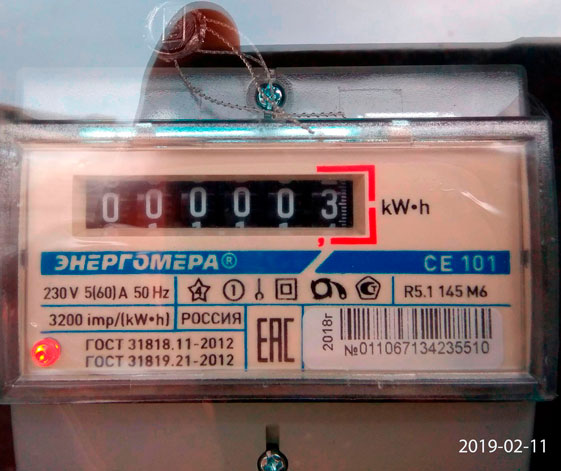 000003
kW•h
,
ЭНЕРГОМЕРА® CE 101
230 V 5(60) A 50 Hz
1
R5.1 145 M6
3200 imp/(kW•h) РОССИЯ
ГОСТ 31818.11-2012
ГОСТ 31819.21-2012
EAC
2018г
№011067134235510
2019-02-11